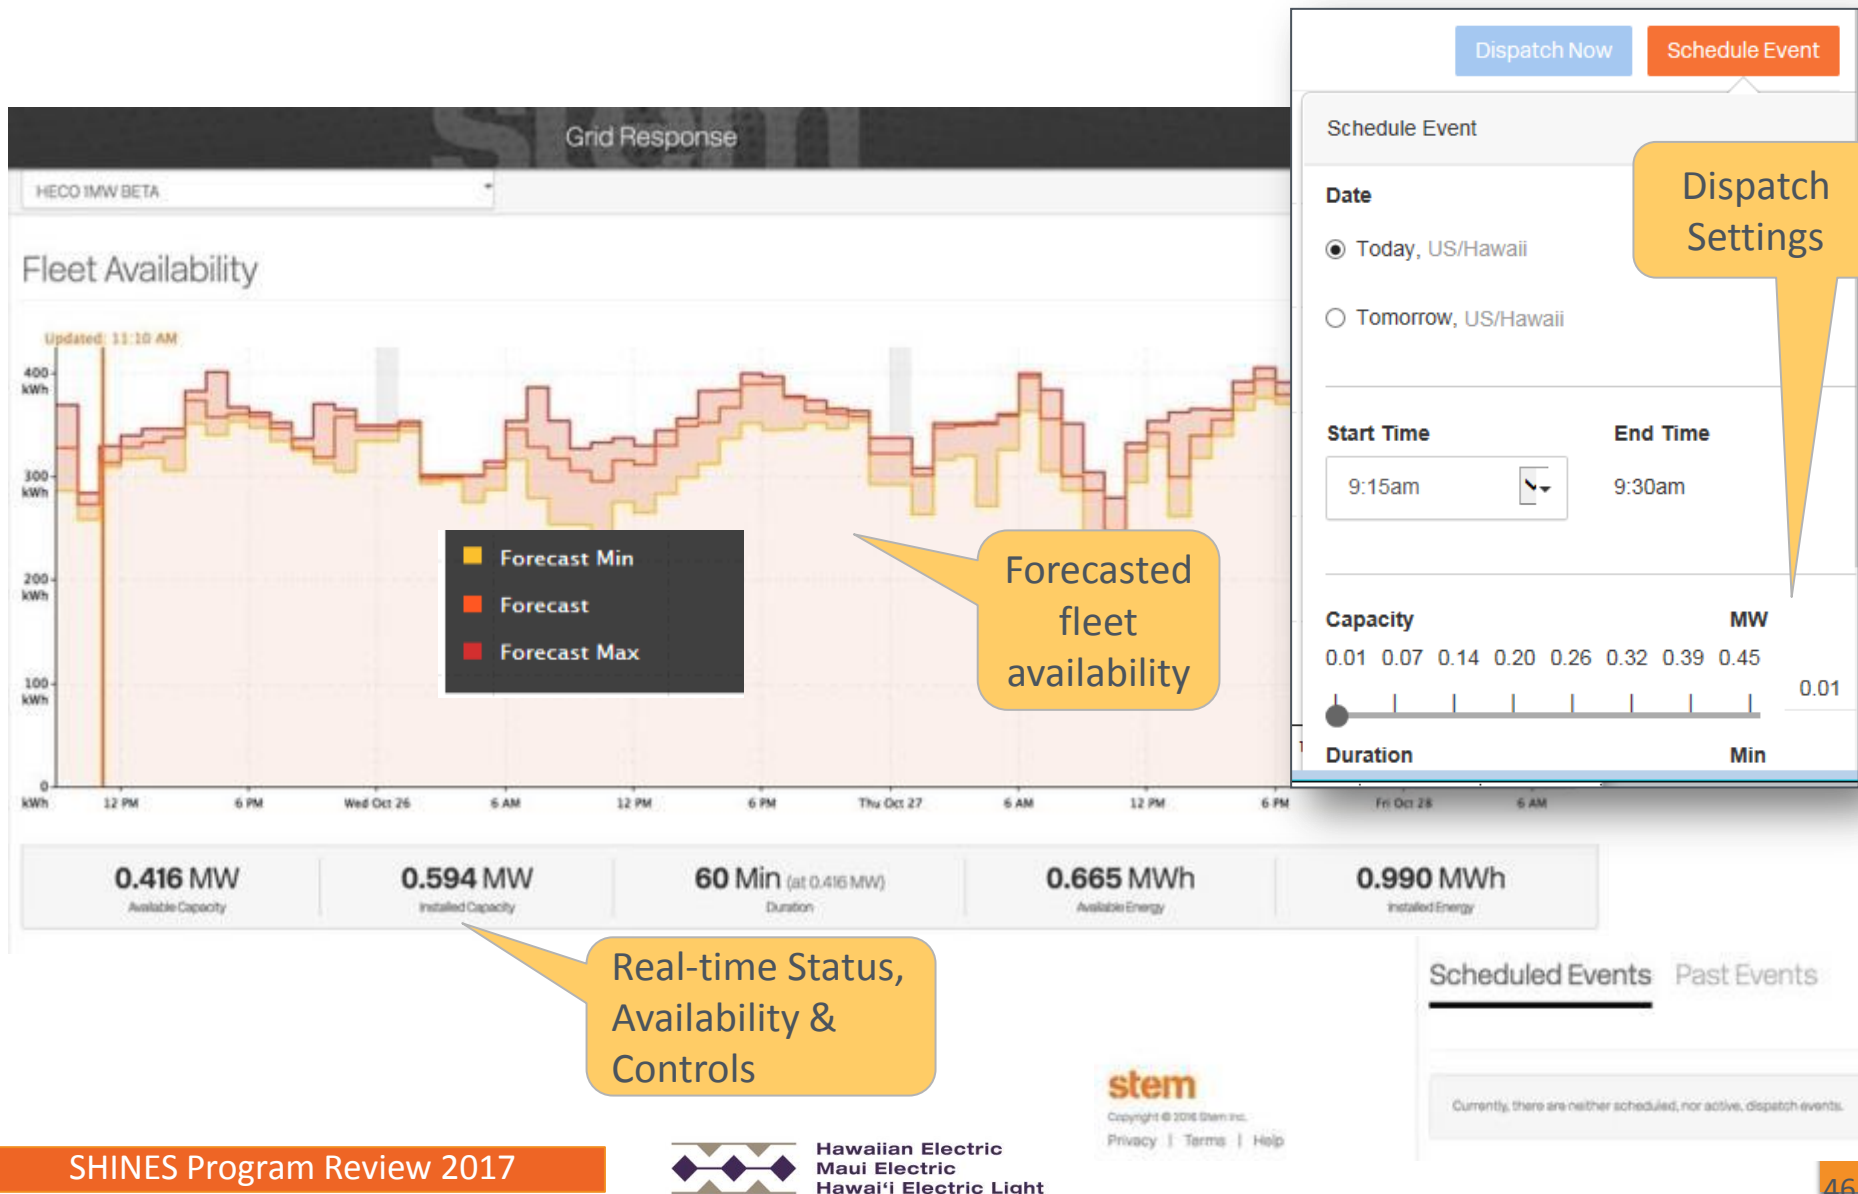 Dispatch Now
Schedule Event
Grid Response
Schedule Event
HECO 1MW BETA
Date
Dispatch
Settings
Today, US/Hawaii
Tomorrow, US/Hawaii
Fleet Availability
Updated: 11:10 AM
400
kWh
300
kWh
200
kWh
100
kWh
0
kWh
Start Time
End Time
9:15am
9:30am
Forecast Min
Forecast
Forecast Max
Forecasted
fleet
availability
Capacity
MW
0.01 0.07 0.14 0.20 0.26 0.32 0.39 0.45
0.01
Duration
Min
12 PM
6 PM
Wed Oct 26
6 AM
12 PM
6 PM
Thu Oct 27
6 AM
12 PM
6 PM
Fri Oct 28
6 AM
0.416 MW
Available Capacity
0.594 MW
Installed Capacity
60 Min (at 0.416 MW)
Duration
0.665 MWh
Available Energy
0.990 MWh
Installed Energy
Real-time Status,
Availability &
Controls
Scheduled Events
Past Events
Currently, there are neither scheduled, nor active, dispatch events.
stem
stem
Copyright © 2016 Stem Inc.
Privacy | Terms | Help
SHINES Program Review 2017
Hawaiian Electric
Maui Electric
Hawai‘i Electric Light
46